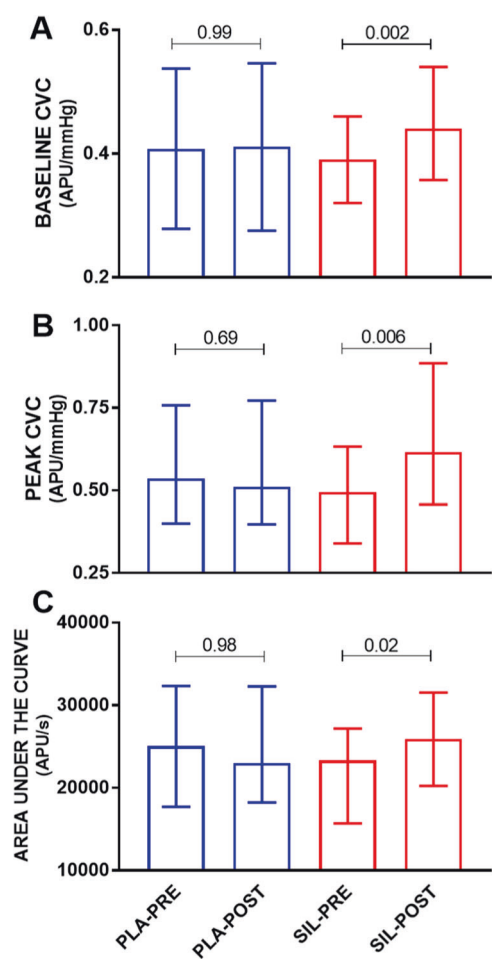 A
BASELINE CVC
(APU/mmHg)
0.6
0.4
0.2
0.99
0.002
B
PEAK CVC
(APU/mmHg)
1.00
0.75
0.50
0.25
0.69
0.006
C
AREA UNDER THE CURVE
(APU/s)
40000
30000
20000
10000
0.98
0.02
PLA-PRE
PLA-POST
SIL-PRE
SIL-POST